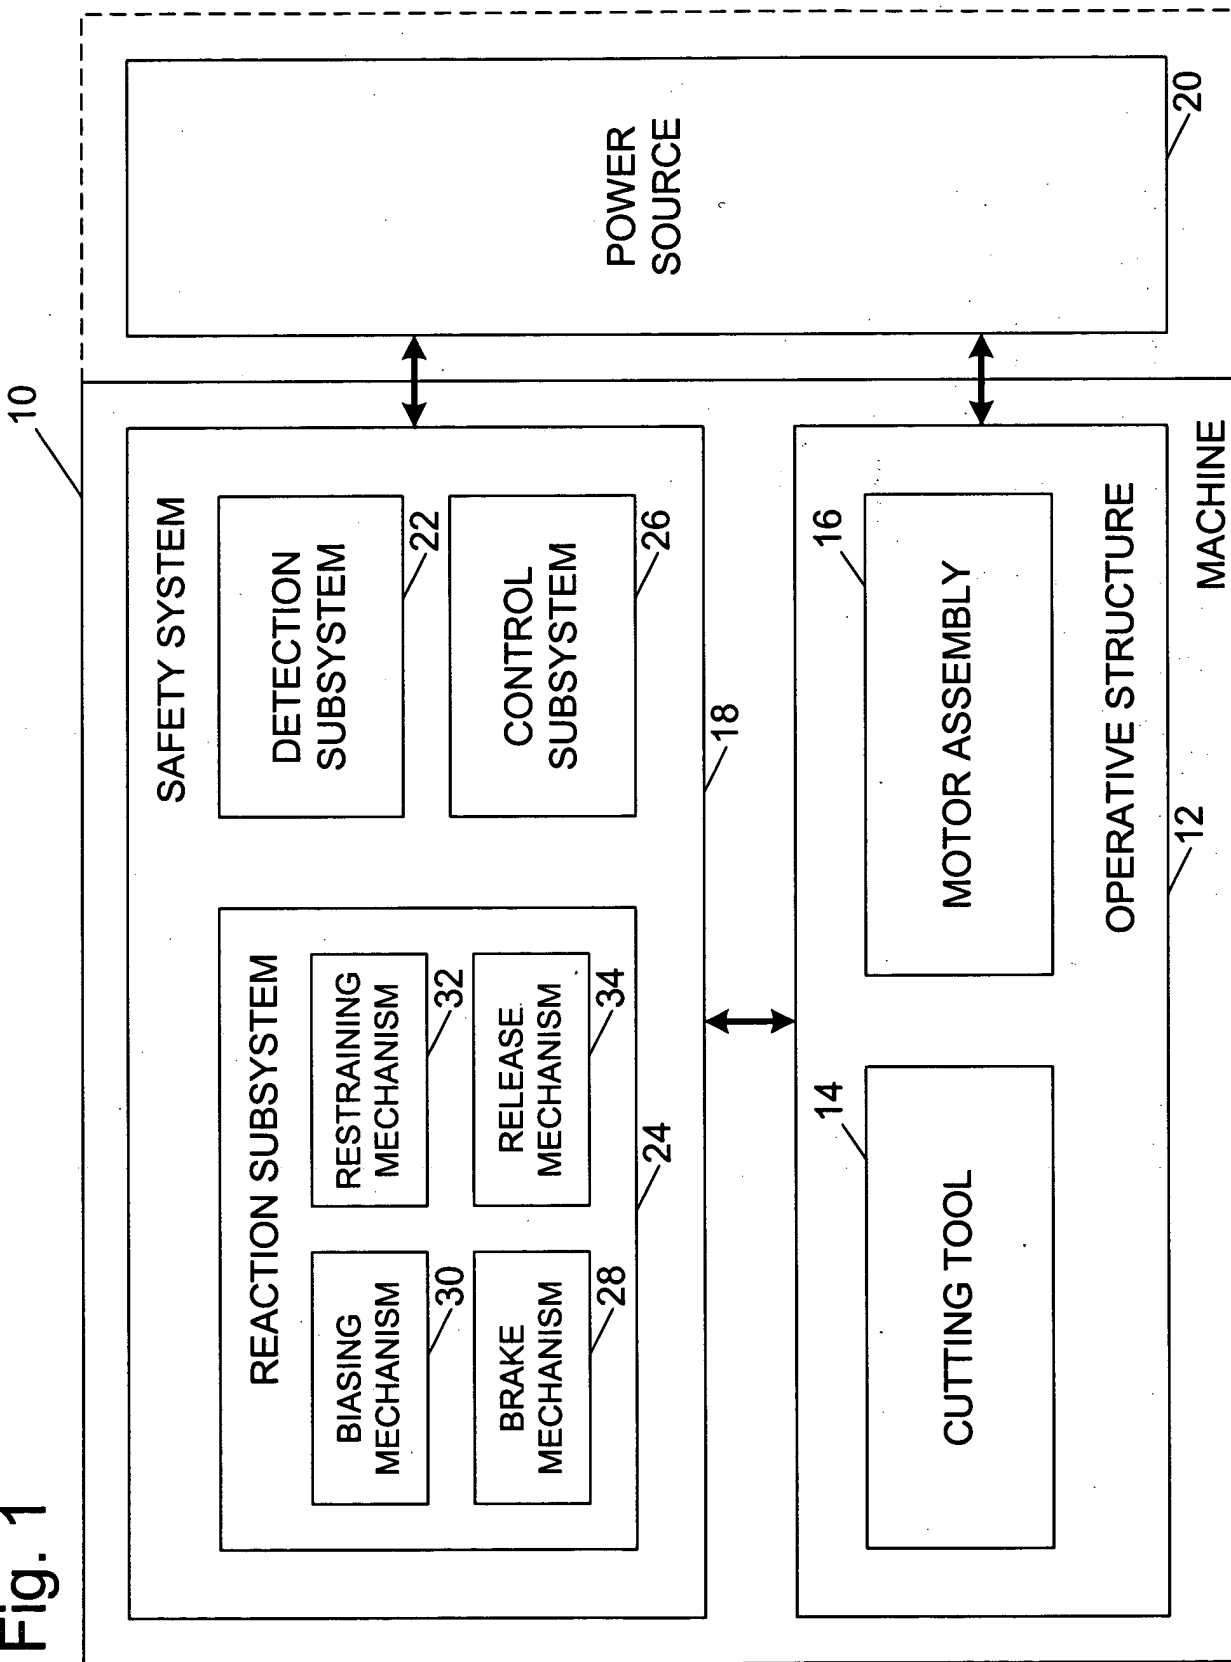 Fig. 1
10
SAFETY SYSTEM
REACTION SUBSYSTEM
BIASING
MECHANISM
30
RESTRAINING
MECHANISM
32
BRAKE
MECHANISM
28
RELEASE
MECHANISM
34
24
DETECTION
SUBSYSTEM
22
CONTROL
SUBSYSTEM
26
18
14
CUTTING TOOL
16
MOTOR ASSEMBLY
OPERATIVE STRUCTURE
12
MACHINE
POWER
SOURCE
20